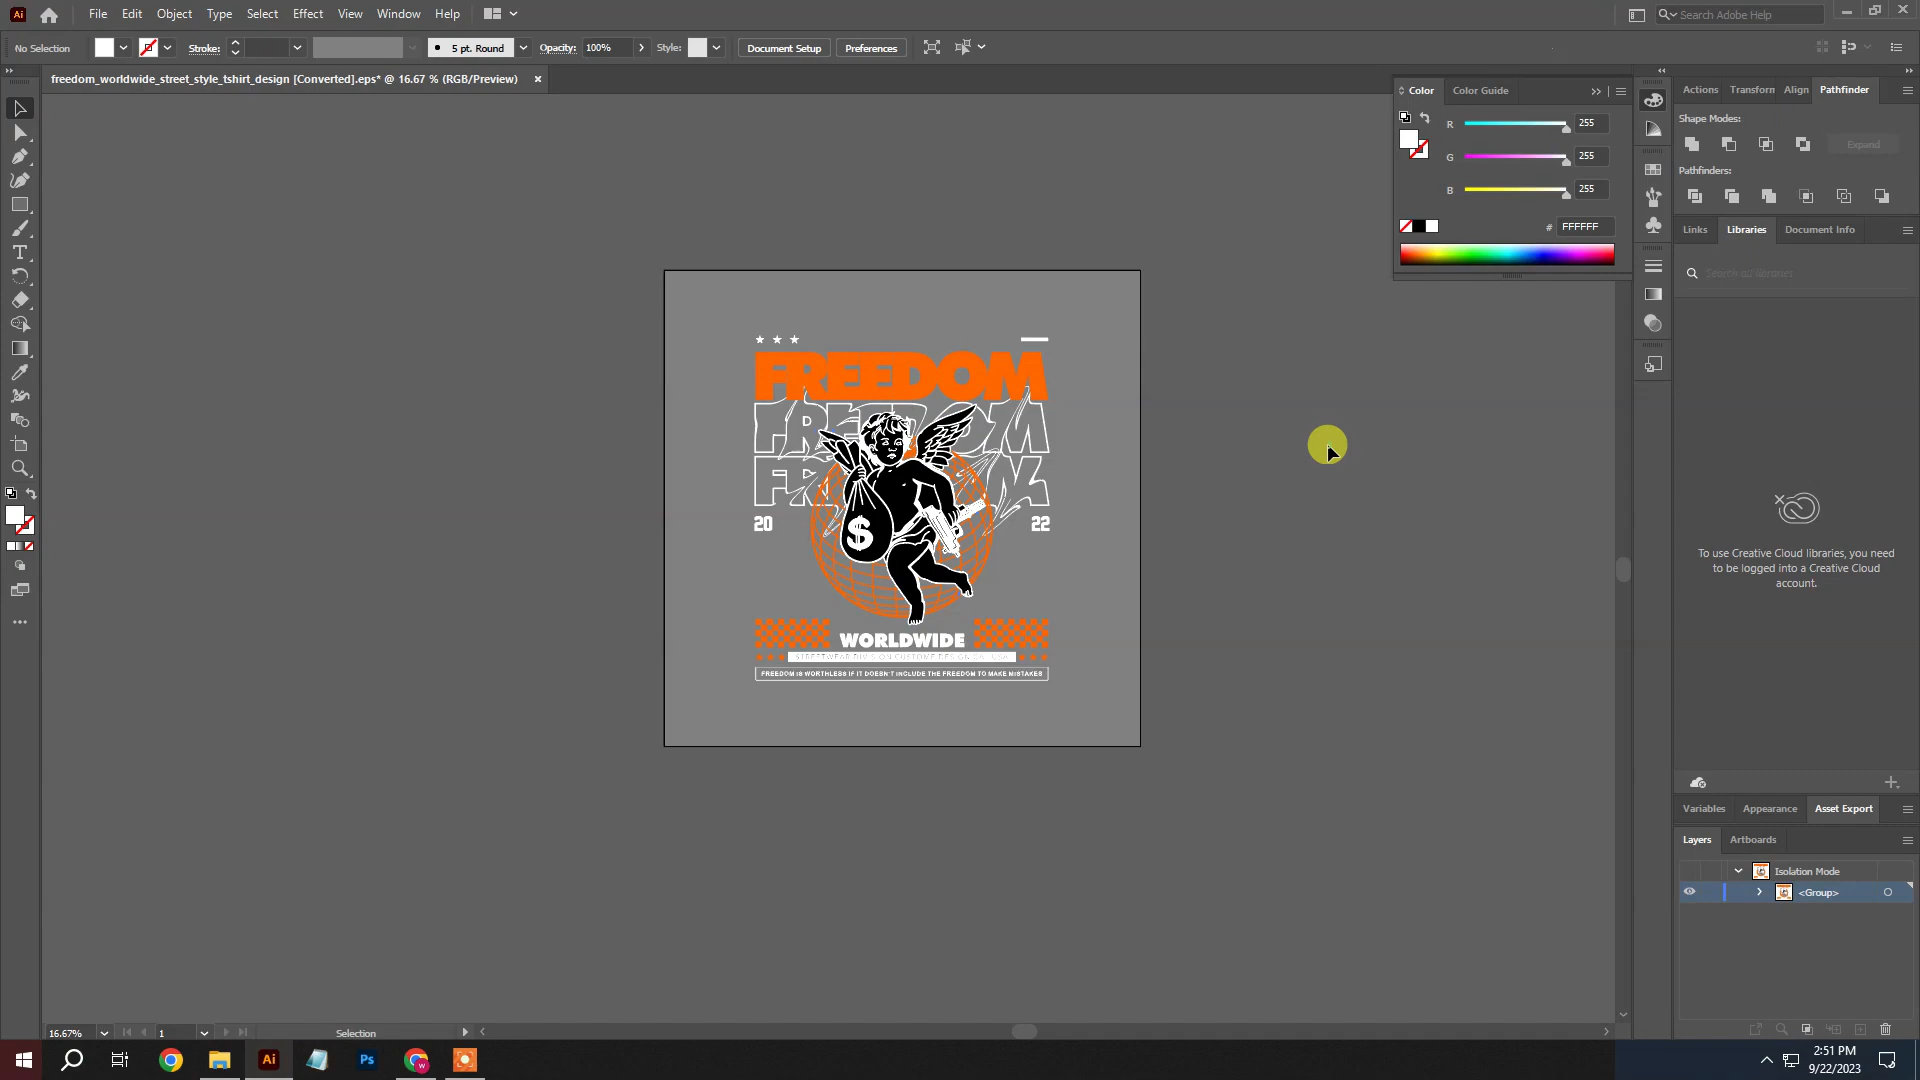 Ai File Edit Object Type Select Effect View Window Help Search Adobe Help
No Selection Stroke: 5 pt. Round Opacity: 100% Style: Document Setup Preferences
freedom_worldwide_street_style_tshirt_design [Converted].eps* @ 16.67 % (RGB/Preview)
Color Color Guide
R 255
G 255
B 255
# FFFFFF
Actions Transform Align Pathfinder
Shape Modes:
Expand
Pathfinders:
Links Libraries Document Info
Search all libraries
To use Creative Cloud libraries, you need
to be logged into a Creative Cloud
account.
FREEDOM
FREEDOM
20 22
$
WORLDWIDE
FREEDOM IS WORTHLESS IF IT DOESN'T INCLUDE THE FREEDOM TO MAKE MISTAKES
Variables Appearance Asset Export
Layers Artboards
Isolation Mode
<Group>
16.67% 1 Selection
Ai Ps W
2:51 PM
9/22/2023